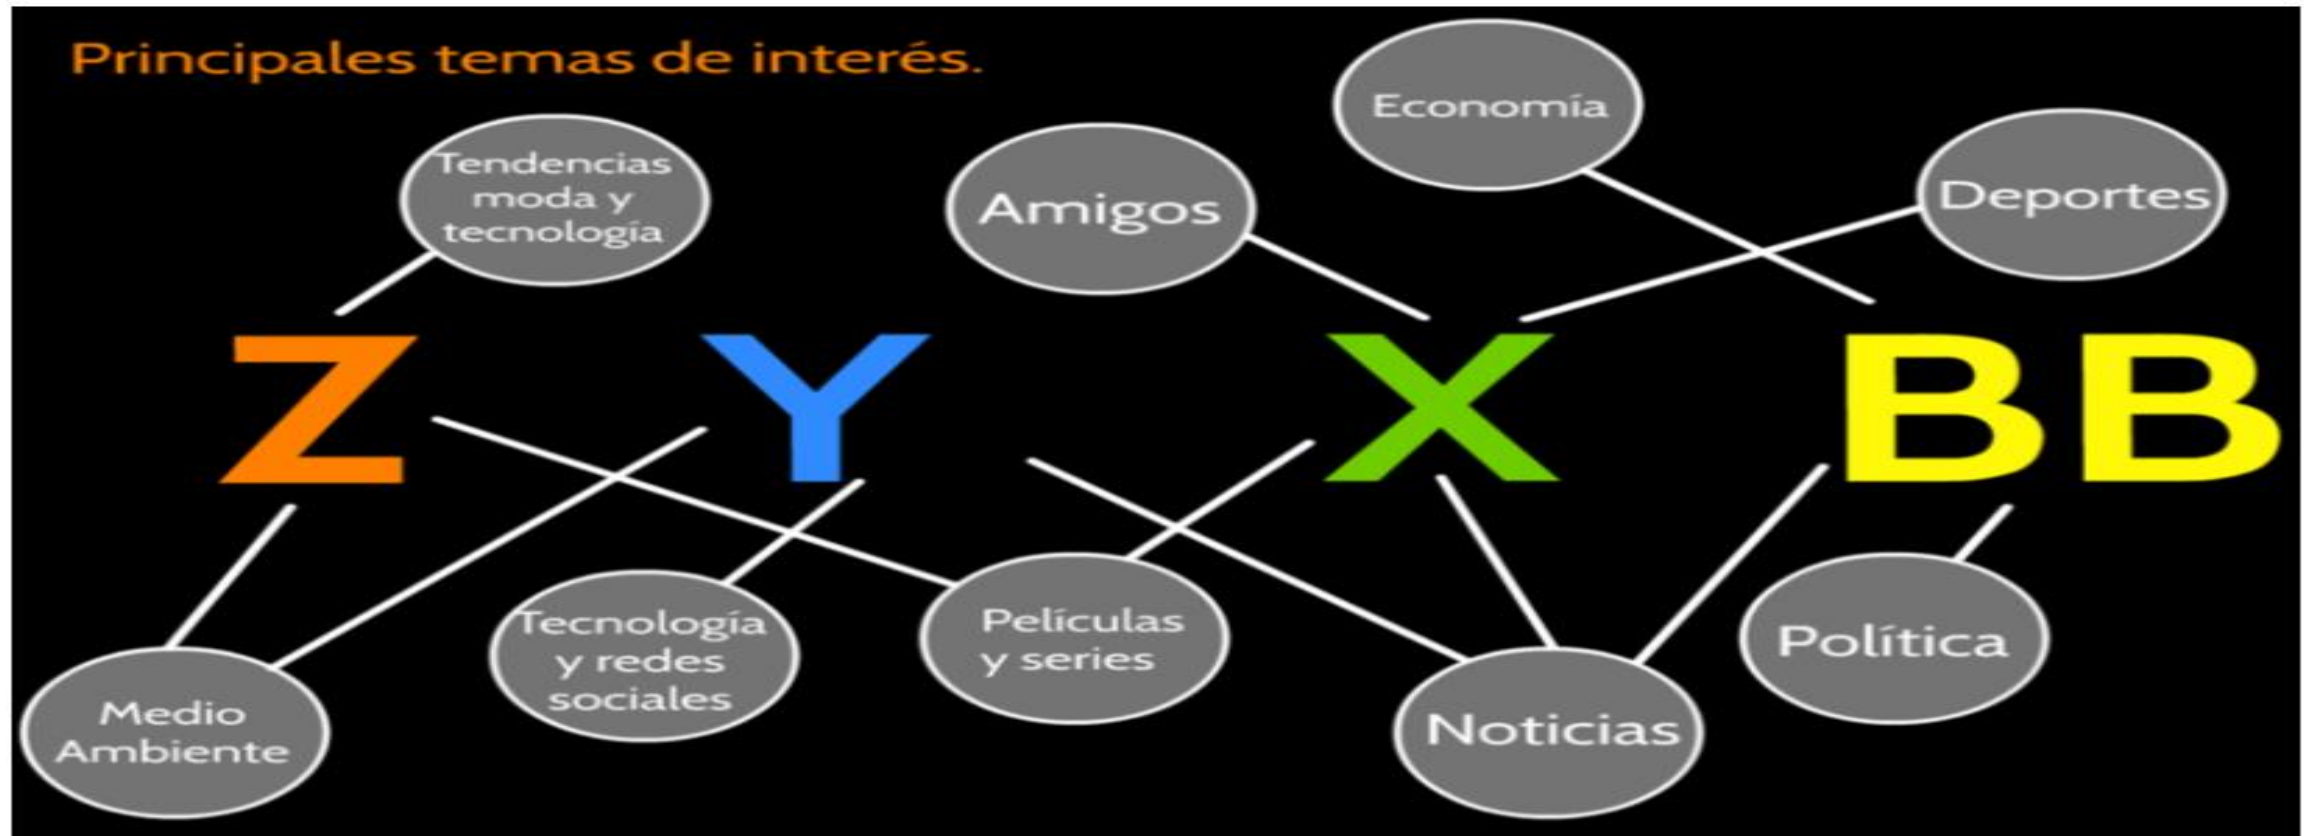 Principales temas de interés.
Economía
Tendencias
moda y
tecnología
Amigos
Deportes
Z Y X BB
Tecnología
y redes
sociales
Películas
y series
Política
Medio
Ambiente
Noticias